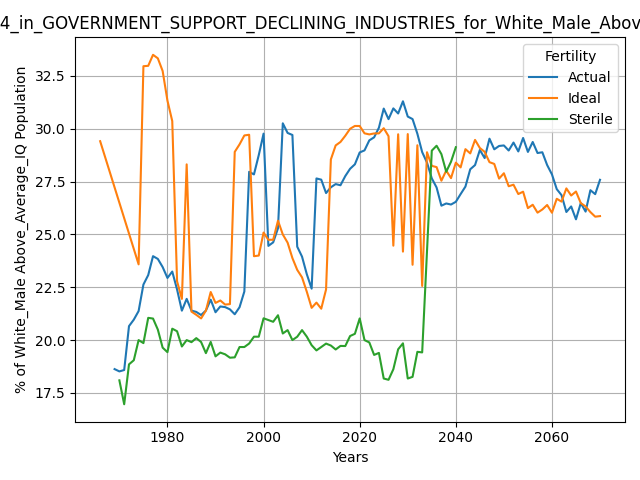 4_in_GOVERNMENT_SUPPORT_DECLINING_INDUSTRIES_for_White_Male_Abov
% of White_Male Above_Average_IQ Population
32.5
30.0
27.5
25.0
22.5
20.0
17.5
Fertility
Actual
Ideal
Sterile
1980 2000 2020 2040 2060
Years